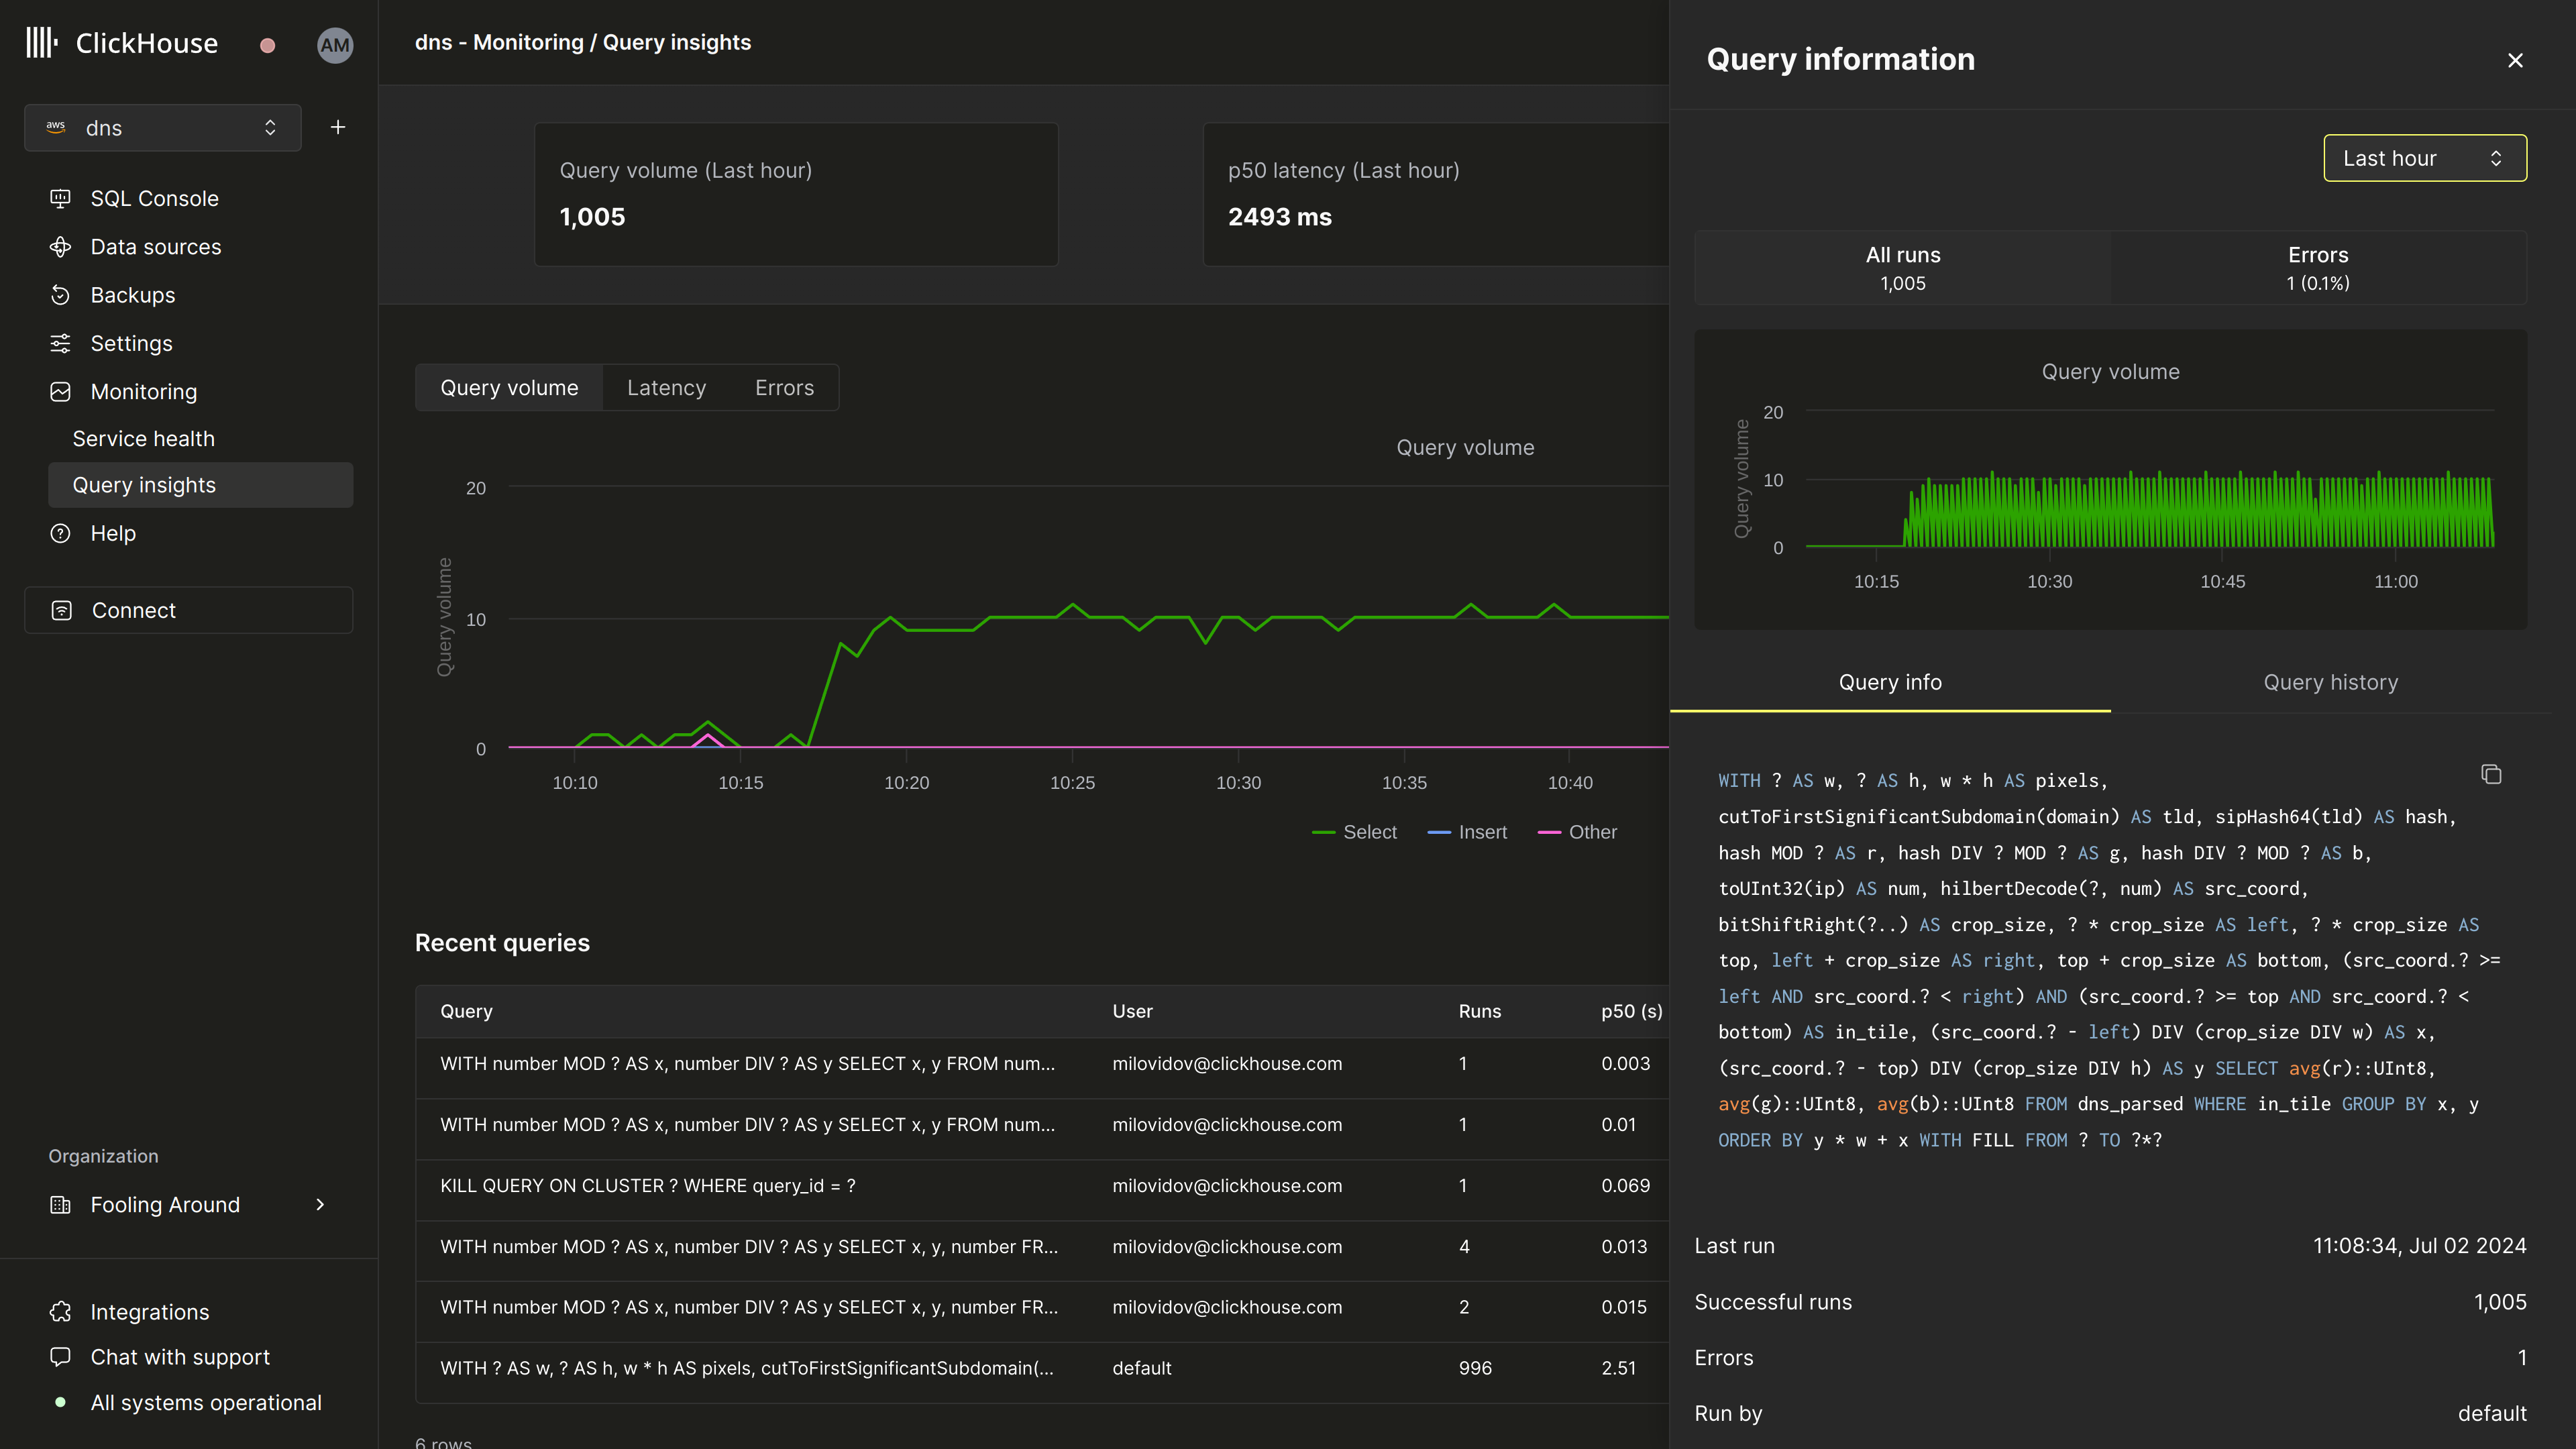 ClickHouse
AM
aws dns
SQL Console
Data sources
Backups
Settings
Monitoring
Service health
Query insights
Help
Connect
Organization
Fooling Around
Integrations
Chat with support
All systems operational
dns - Monitoring / Query insights
Query volume (Last hour)
1,005
p50 latency (Last hour)
2493 ms
Query volume Latency Errors
Query volume
Query volume
20
10
0
10:10 10:15 10:20 10:25 10:30 10:35 10:40
Select Insert Other
Recent queries
Query User Runs p50 (s)
WITH number MOD ? AS x, number DIV ? AS y SELECT x, y FROM num... milovidov@clickhouse.com 1 0.003
WITH number MOD ? AS x, number DIV ? AS y SELECT x, y FROM num... milovidov@clickhouse.com 1 0.01
KILL QUERY ON CLUSTER ? WHERE query_id = ? milovidov@clickhouse.com 1 0.069
WITH number MOD ? AS x, number DIV ? AS y SELECT x, y, number FR... milovidov@clickhouse.com 4 0.013
WITH number MOD ? AS x, number DIV ? AS y SELECT x, y, number FR... milovidov@clickhouse.com 2 0.015
WITH ? AS w, ? AS h, w * h AS pixels, cutToFirstSignificantSubdomain(... default 996 2.51
6 rows
Query information
Last hour
All runs
1,005
Errors
1 (0.1%)
Query volume
Query volume
20
10
0
10:15 10:30 10:45 11:00
Query info Query history
WITH ? AS w, ? AS h, w * h AS pixels,
cutToFirstSignificantSubdomain(domain) AS tld, sipHash64(tld) AS hash,
hash MOD ? AS r, hash DIV ? MOD ? AS g, hash DIV ? MOD ? AS b,
toUInt32(ip) AS num, hilbertDecode(?, num) AS src_coord,
bitShiftRight(?..) AS crop_size, ? * crop_size AS left, ? * crop_size AS
top, left + crop_size AS right, top + crop_size AS bottom, (src_coord.? >=
left AND src_coord.? < right) AND (src_coord.? >= top AND src_coord.? <
bottom) AS in_tile, (src_coord.? - left) DIV (crop_size DIV w) AS x,
(src_coord.? - top) DIV (crop_size DIV h) AS y SELECT avg(r)::UInt8,
avg(g)::UInt8, avg(b)::UInt8 FROM dns_parsed WHERE in_tile GROUP BY x, y
ORDER BY y * w + x WITH FILL FROM ? TO ?*?
Last run 11:08:34, Jul 02 2024
Successful runs 1,005
Errors 1
Run by default